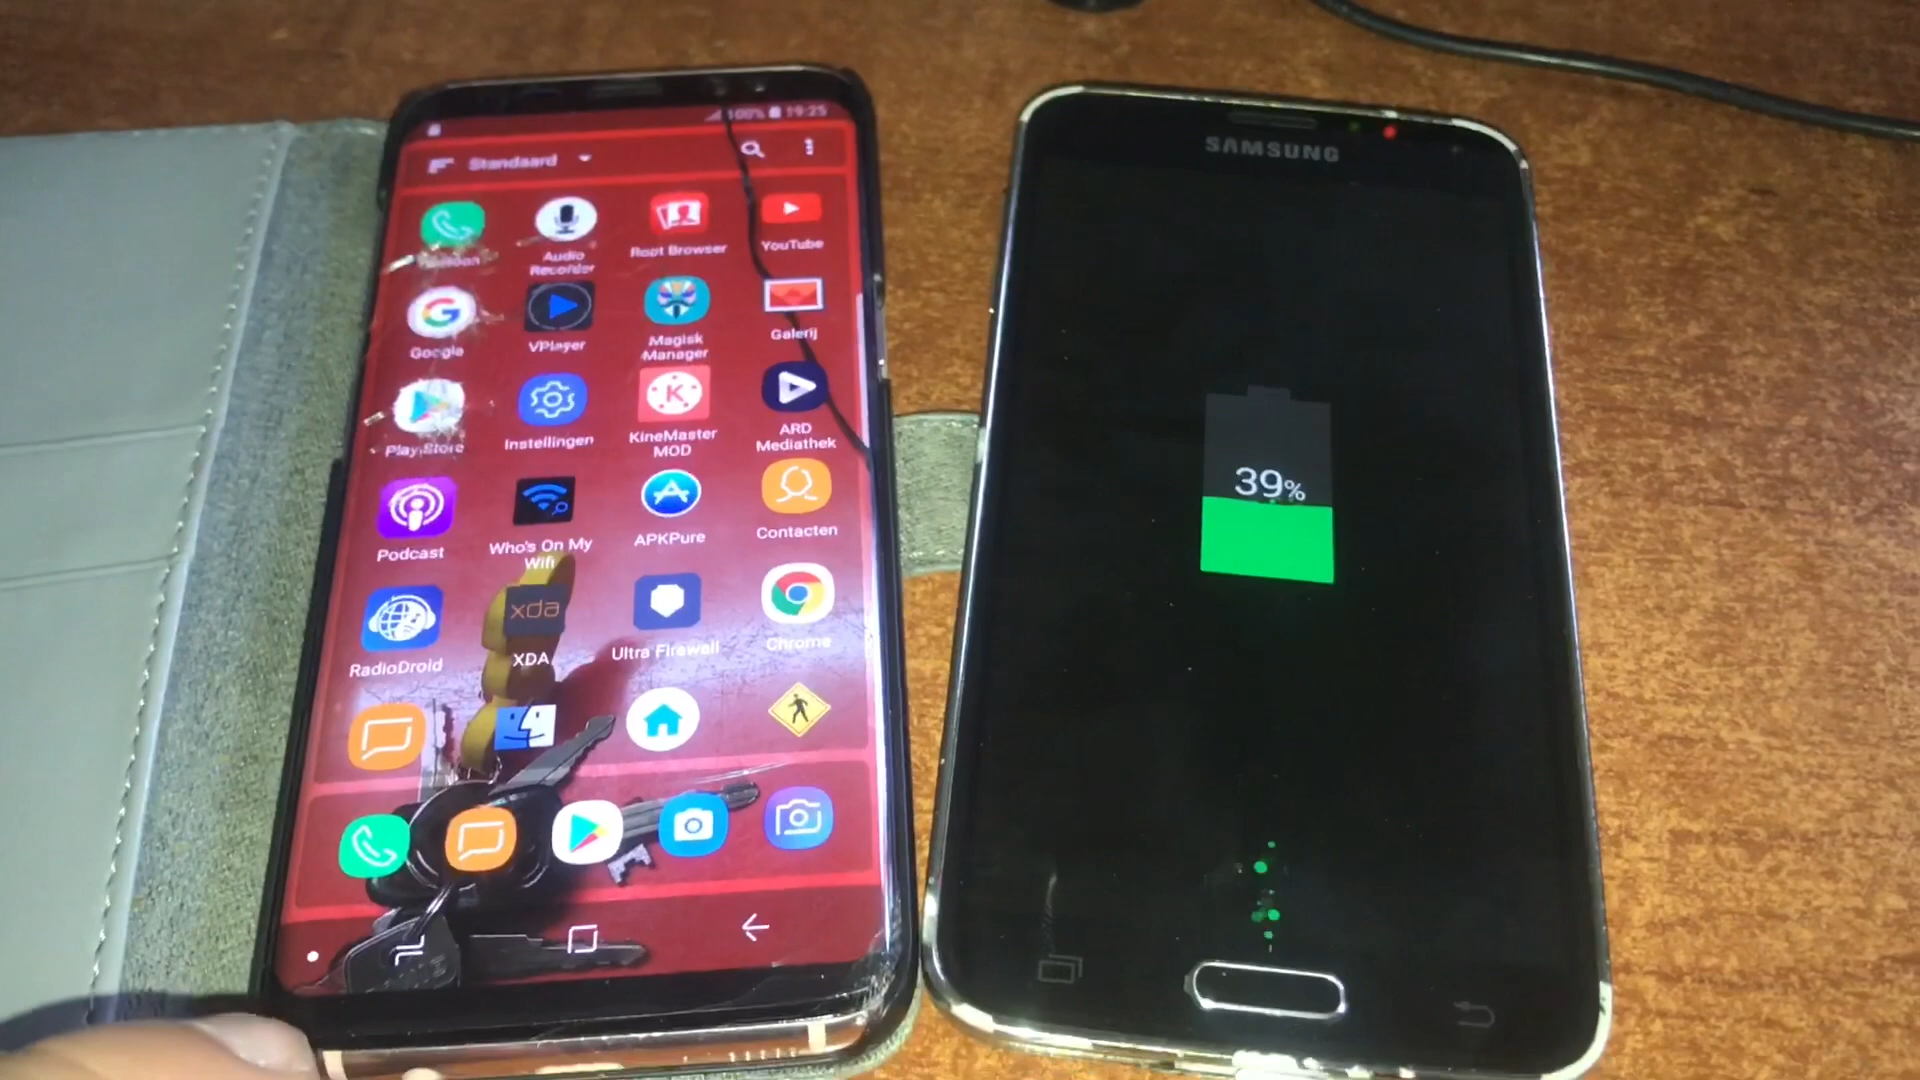 100% 19:25
Standaard
Telefoon
Audio
Recorder
Root Browser
YouTube
Google
VPlayer
Magisk
Manager
Galerij
Play Store
Instellingen
KineMaster
MOD
ARD
Mediathek
Podcast
Who's On My
Wifi
APKPure
Contacten
RadioDroid
xda
XDA
Ultra Firewall
Chrome
SAMSUNG
39%